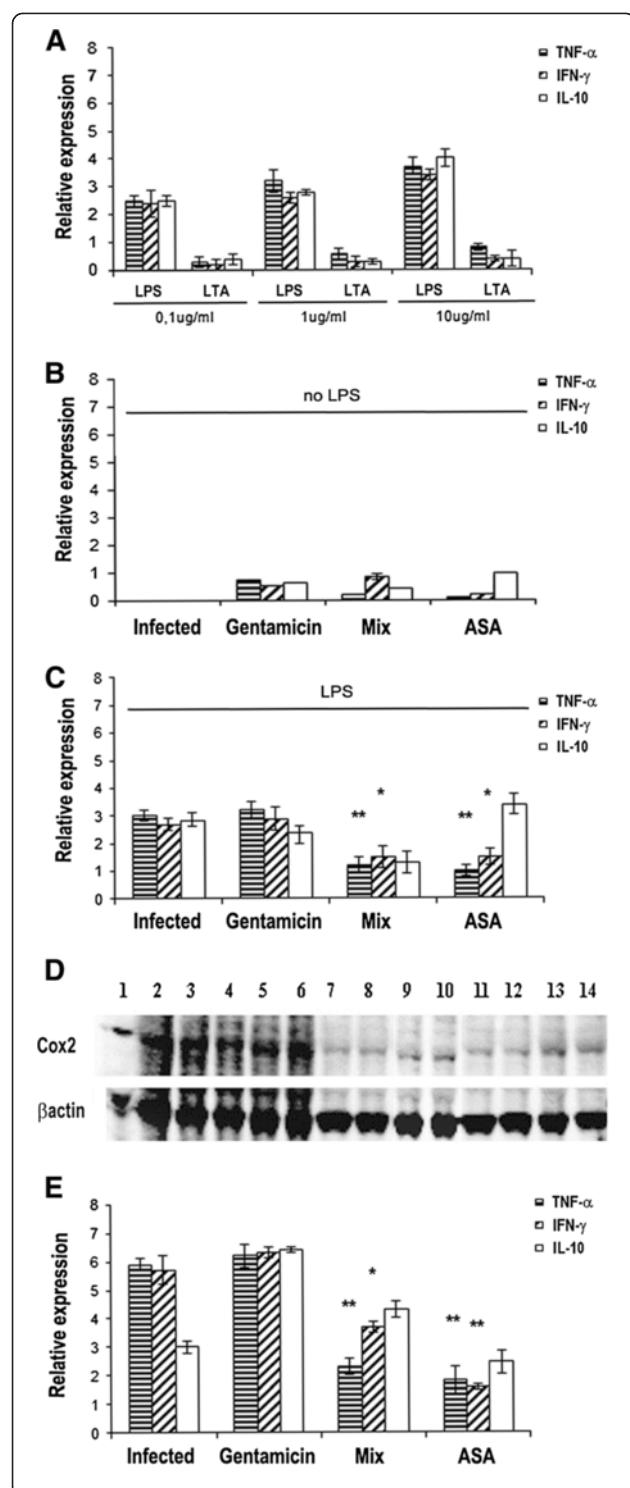 A
TNF-α
IFN-γ
IL-10
Relative expression
8
7
6
5
4
3
2
1
0
LPS LTA LPS LTA LPS LTA
0,1ug/ml 1ug/ml 10ug/ml
B
no LPS
TNF-α
IFN-γ
IL-10
Relative expression
8
7
6
5
4
3
2
1
0
Infected Gentamicin Mix ASA
C
LPS
TNF-α
IFN-γ
IL-10
Relative expression
8
7
6
5
4
3
2
1
0
** * ** *
Infected Gentamicin Mix ASA
D
1 2 3 4 5 6 7 8 9 10 11 12 13 14
Cox2
βactin
E
TNF-α
IFN-γ
IL-10
Relative expression
8
7
6
5
4
3
2
1
0
** * ** **
Infected Gentamicin Mix ASA